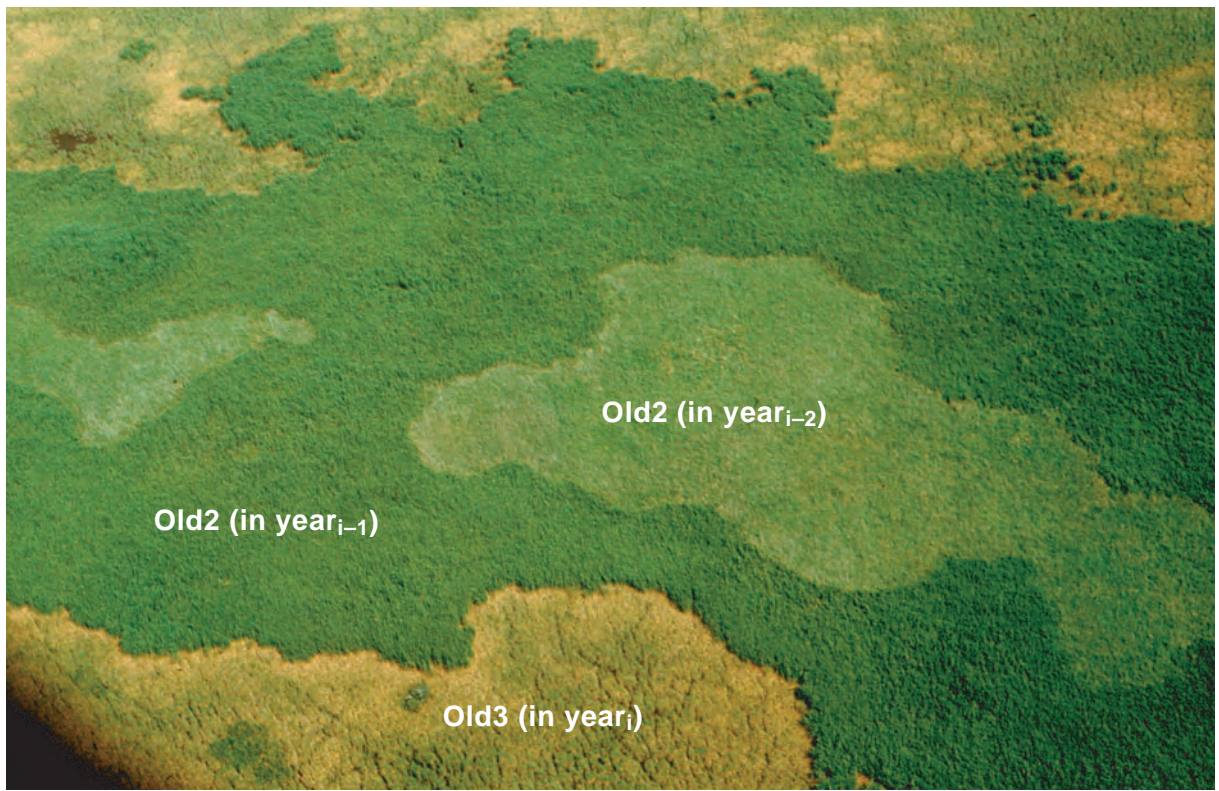 Old2 (in yearᵢ₋₂)
Old2 (in yearᵢ₋₁)
Old3 (in yearᵢ)